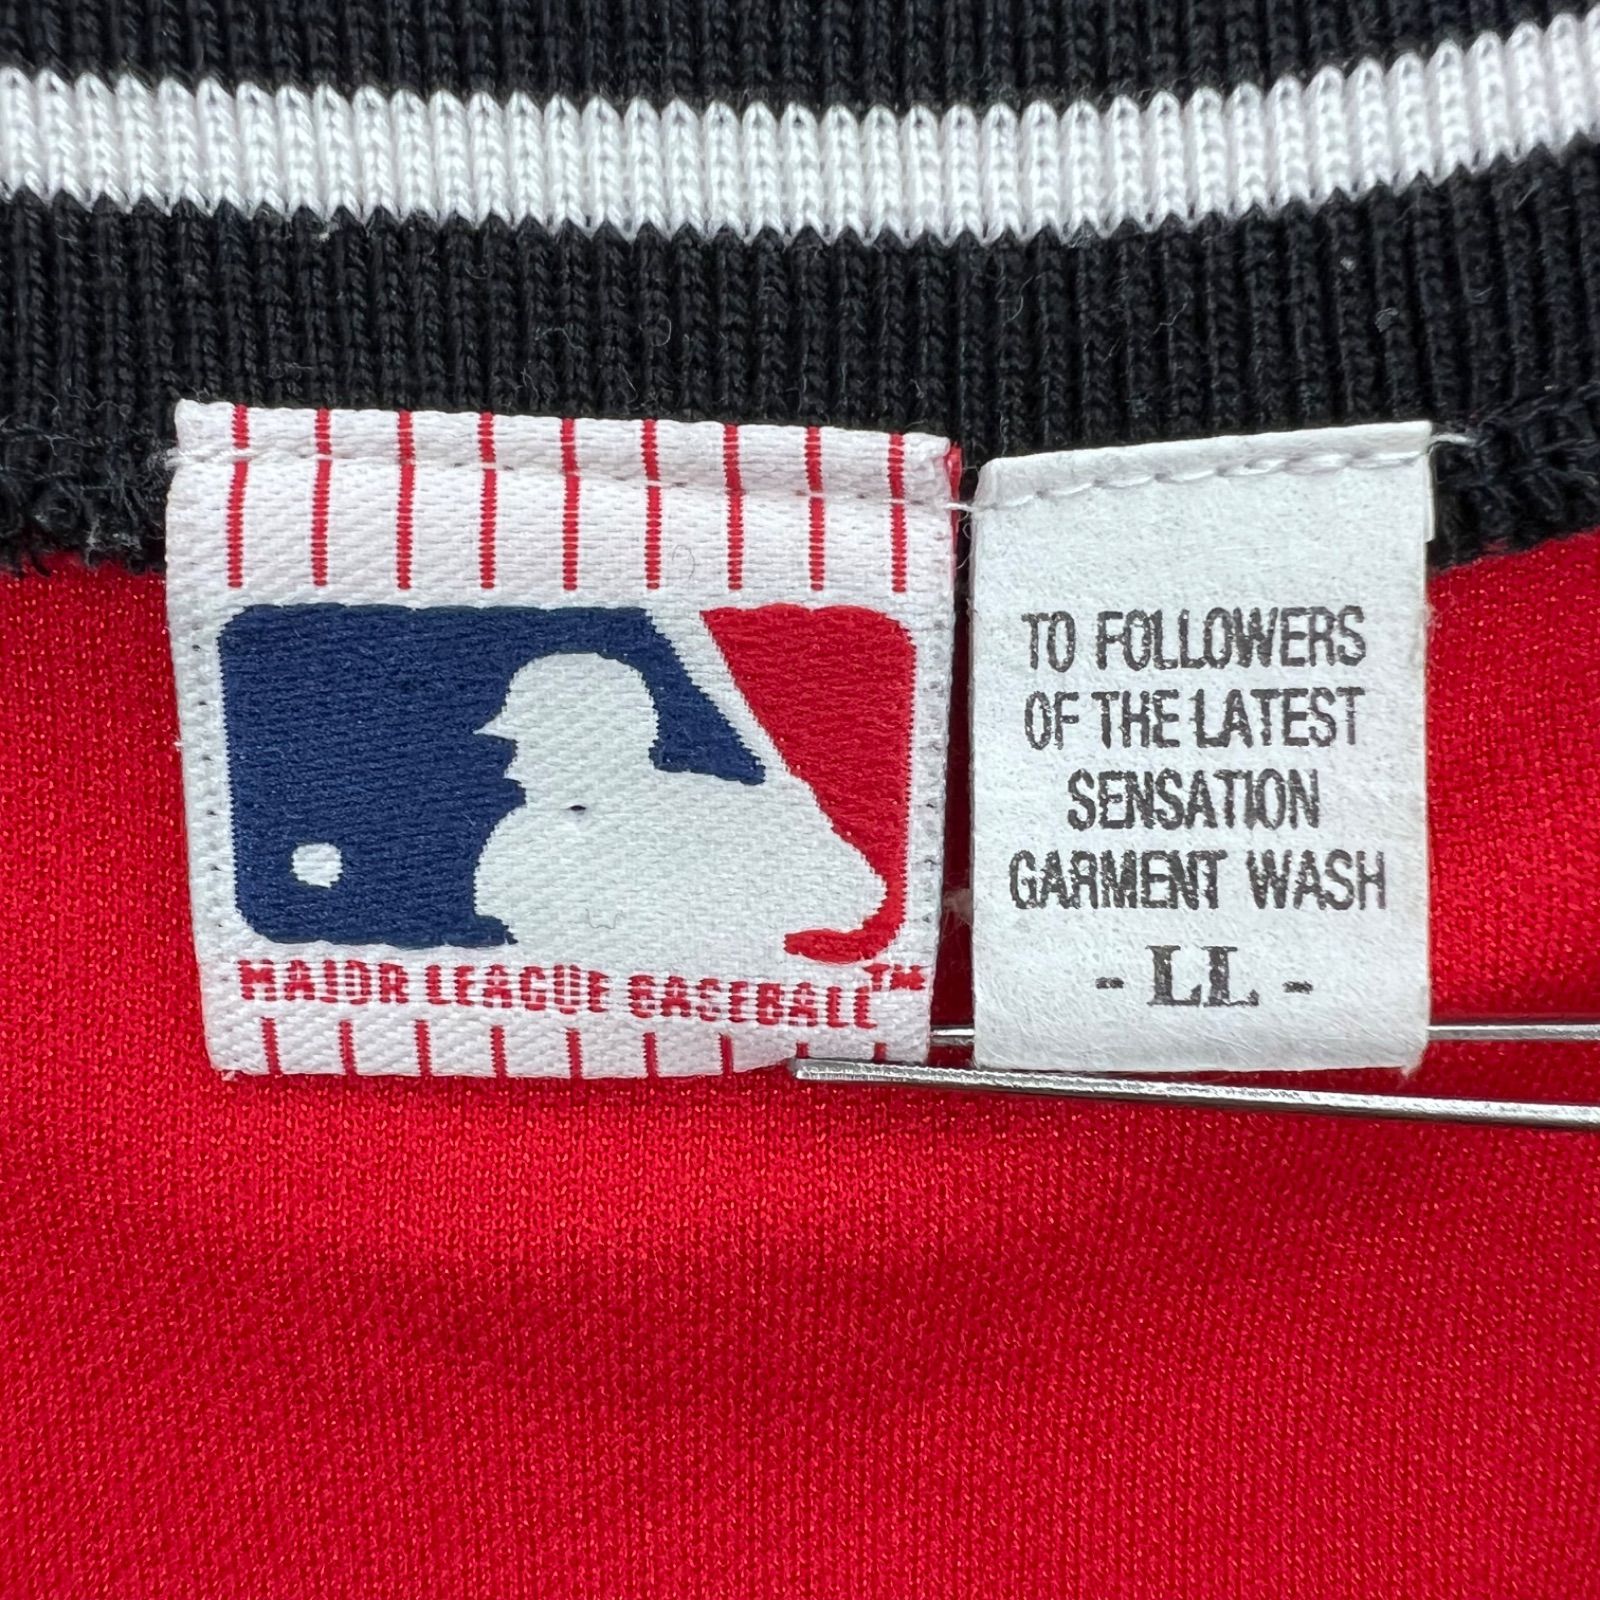 MAJOR LEAGUE BASEBALL™
TO FOLLOWERS
OF THE LATEST
SENSATION
GARMENT WASH
- LL -